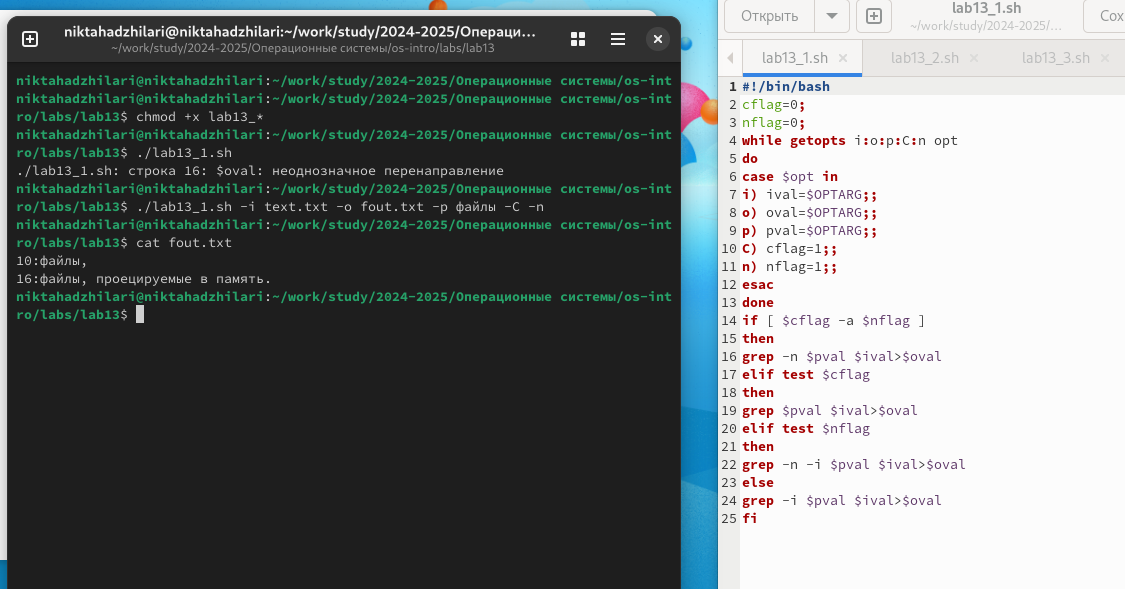 niktahadzhilari@niktahadzhilari:~/work/study/2024-2025/Операци...
~/work/study/2024-2025/Операционные системы/os-intro/labs/lab13
niktahadzhilari@niktahadzhilari:~/work/study/2024-2025/Операционные системы/os-int
niktahadzhilari@niktahadzhilari:~/work/study/2024-2025/Операционные системы/os-int
ro/labs/lab13$ chmod +x lab13_*
niktahadzhilari@niktahadzhilari:~/work/study/2024-2025/Операционные системы/os-int
ro/labs/lab13$ ./lab13_1.sh
./lab13_1.sh: строка 16: $oval: неоднозначное перенаправление
niktahadzhilari@niktahadzhilari:~/work/study/2024-2025/Операционные системы/os-int
ro/labs/lab13$ ./lab13_1.sh -i text.txt -o fout.txt -p файлы -C -n
niktahadzhilari@niktahadzhilari:~/work/study/2024-2025/Операционные системы/os-int
ro/labs/lab13$ cat fout.txt
10:файлы,
16:файлы, проецируемые в память.
niktahadzhilari@niktahadzhilari:~/work/study/2024-2025/Операционные системы/os-int
ro/labs/lab13$
Открыть
lab13_1.sh
~/work/study/2024-2025/...
Сох
lab13_1.sh
lab13_2.sh
lab13_3.sh
1 #!/bin/bash
2 cflag=0;
3 nflag=0;
4 while getopts i:o:p:C:n opt
5 do
6 case $opt in
7 i) ival=$OPTARG;;
8 o) oval=$OPTARG;;
9 p) pval=$OPTARG;;
10 C) cflag=1;;
11 n) nflag=1;;
12 esac
13 done
14 if [ $cflag -a $nflag ]
15 then
16 grep -n $pval $ival>$oval
17 elif test $cflag
18 then
19 grep $pval $ival>$oval
20 elif test $nflag
21 then
22 grep -n -i $pval $ival>$oval
23 else
24 grep -i $pval $ival>$oval
25 fi